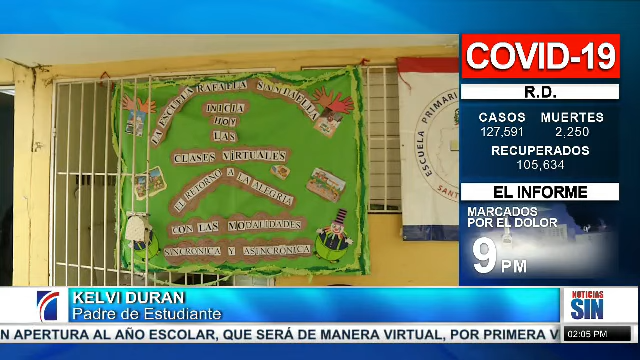 LA ESCUELA RAFAELA SANTAELLA
INICIA
HOY
LAS
CLASES VIRTUALES
EL RETORNO A LA ALEGRIA
CON LAS MODALIDADES
SINCRÓNICA Y ASINCRÓNICA
ESCUELA PRIMARIA
SANT
COVID-19
R.D.
CASOS MUERTES
127,591 2,250
RECUPERADOS
105,634
EL INFORME
MARCADOS
POR EL DOLOR
9 PM
KELVI DURAN
Padre de Estudiante
NOTICIAS
SIN
N APERTURA AL AÑO ESCOLAR, QUE SERÁ DE MANERA VIRTUAL, POR PRIMERA V
02:05 PM